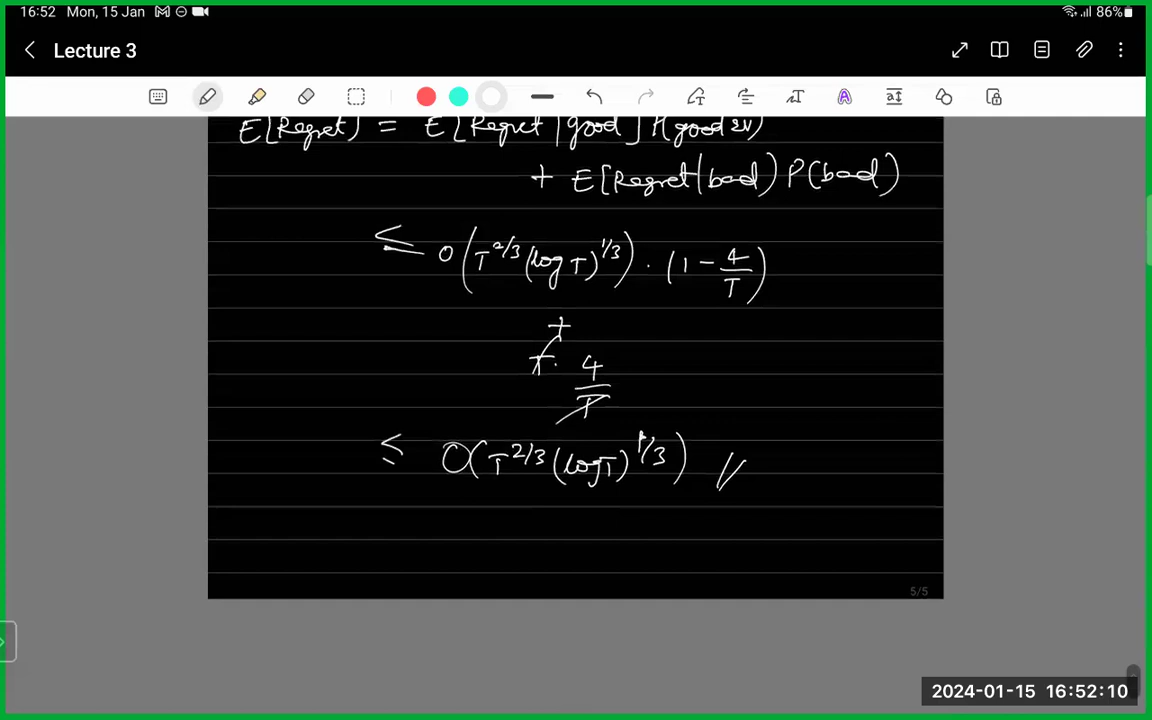 16:52 Mon, 15 Jan
86%
Lecture 3
E[Regret] = E[Regret | good] P(good ev)
+ E[Regret | bad) P(bad)
≤ O(T^{2/3} (log T)^{1/3}) · (1 - 4/T)
+
T · 4/T
≤ O(T^{2/3} (log T)^{1/3}) //
5/5
2024-01-15 16:52:10